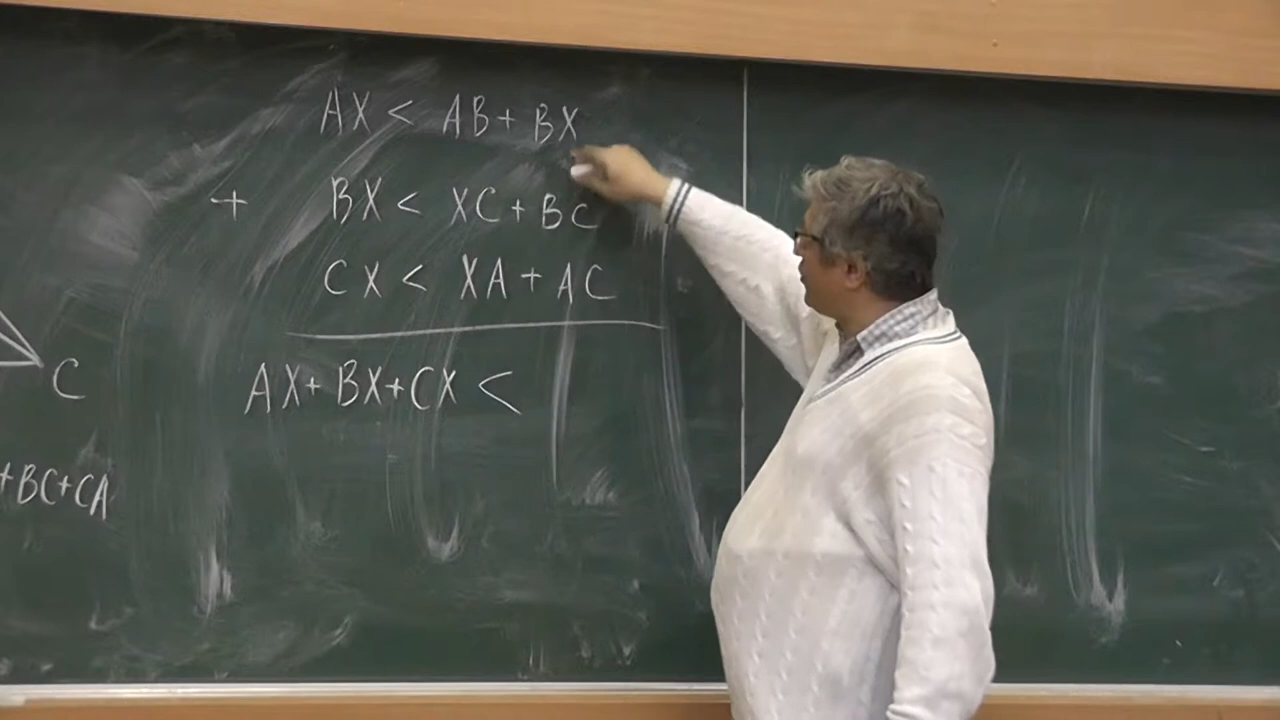 AX < AB + BX
+ BX < XC + BC
CX < XA + AC
AX + BX + CX <
C
+BC+CA